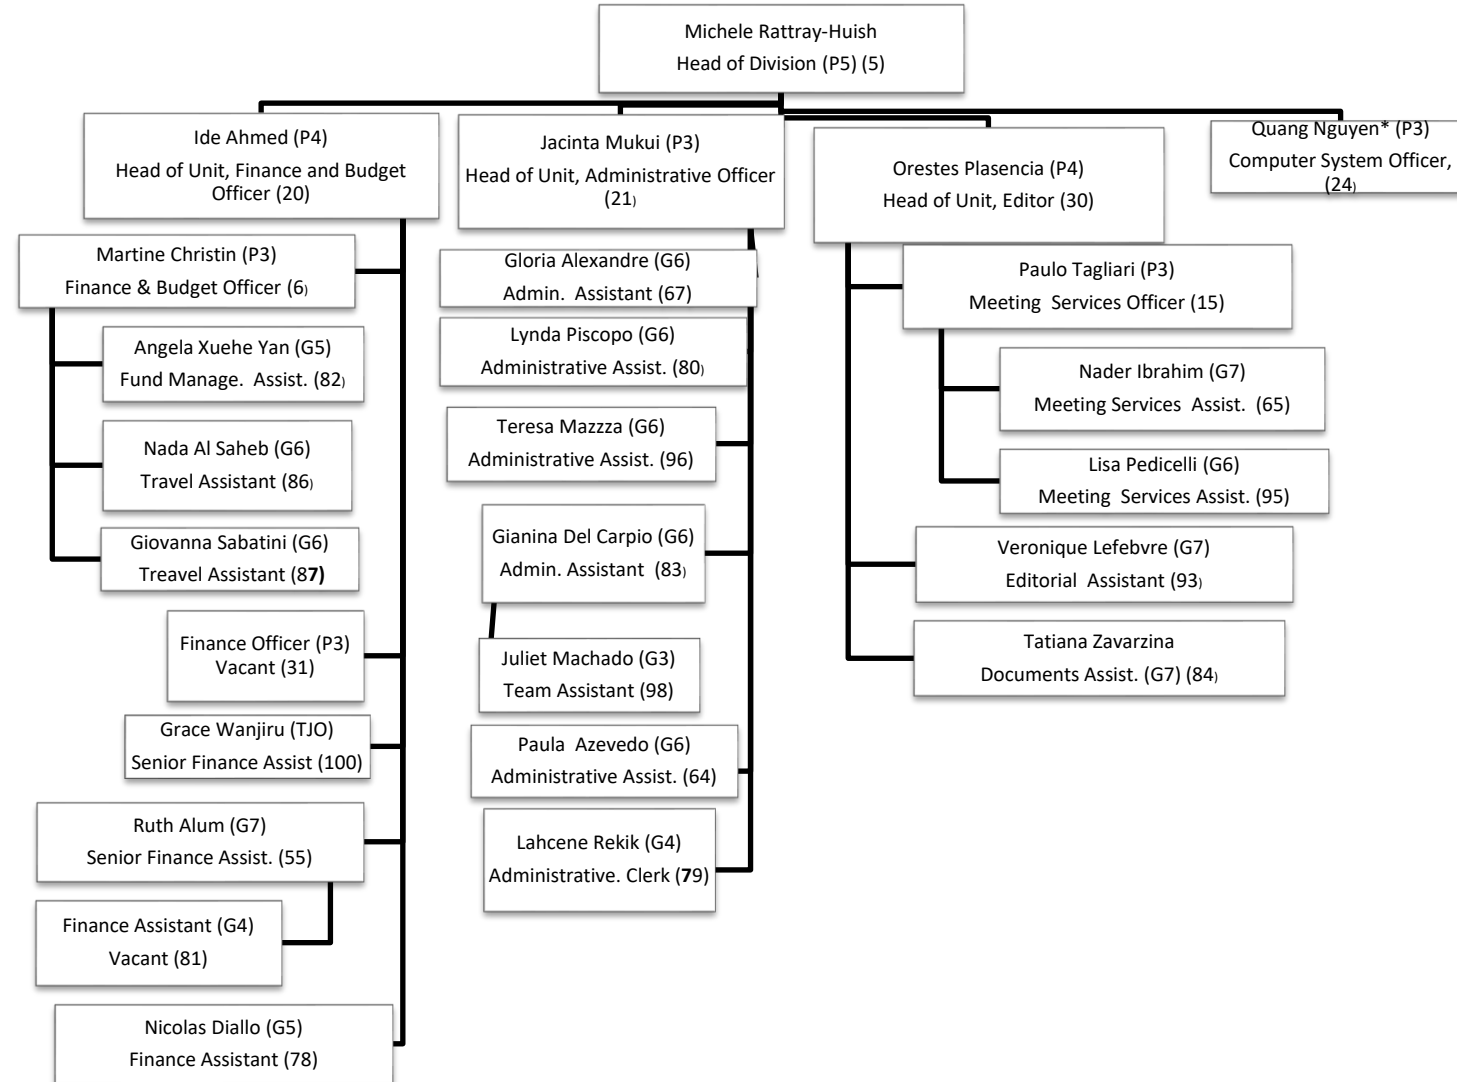 Michele Rattray-Huish
Head of Division (P5) (5)
Ide Ahmed (P4)
Head of Unit, Finance and Budget
Officer (20)
Martine Christin (P3)
Finance & Budget Officer (6)
Angela Xuehe Yan (G5)
Fund Manage. Assist. (82)
Nada Al Saheb (G6)
Travel Assistant (86)
Giovanna Sabatini (G6)
Treavel Assistant (87)
Finance Officer (P3)
Vacant (31)
Grace Wanjiru (TJO)
Senior Finance Assist (100)
Ruth Alum (G7)
Senior Finance Assist. (55)
Finance Assistant (G4)
Vacant (81)
Nicolas Diallo (G5)
Finance Assistant (78)
Jacinta Mukui (P3)
Head of Unit, Administrative Officer
(21)
Gloria Alexandre (G6)
Admin. Assistant (67)
Lynda Piscopo (G6)
Administrative Assist. (80)
Teresa Mazzza (G6)
Administrative Assist. (96)
Gianina Del Carpio (G6)
Admin. Assistant (83)
Juliet Machado (G3)
Team Assistant (98)
Paula Azevedo (G6)
Administrative Assist. (64)
Lahcene Rekik (G4)
Administrative. Clerk (79)
Orestes Plasencia (P4)
Head of Unit, Editor (30)
Paulo Tagliari (P3)
Meeting Services Officer (15)
Nader Ibrahim (G7)
Meeting Services Assist. (65)
Lisa Pedicelli (G6)
Meeting Services Assist. (95)
Veronique Lefebvre (G7)
Editorial Assistant (93)
Tatiana Zavarzina
Documents Assist. (G7) (84)
Quang Nguyen* (P3)
Computer System Officer,
(24)